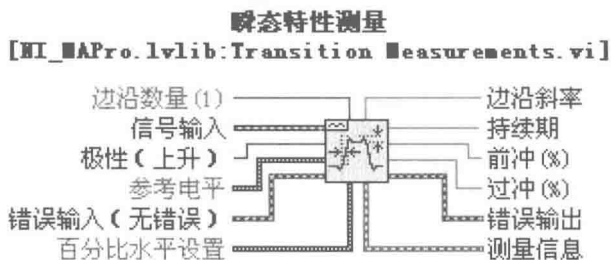 瞬态特性测量
[NI_MAPro.lvlib:Transition Measurements.vi]
边沿数量(1)
边沿斜率
信号输入
持续期
极性(上升)
前冲(%)
参考电平
过冲(%)
错误输入(无错误)
错误输出
百分比水平设置
测量信息